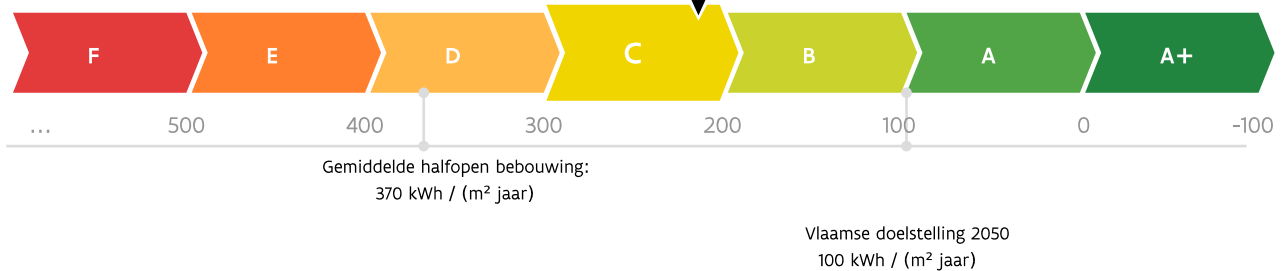 F E D C B A A+
... 500 400 300 200 100 0 -100
Gemiddelde halfopen bebouwing:
370 kWh / (m² jaar)
Vlaamse doelstelling 2050
100 kWh / (m² jaar)